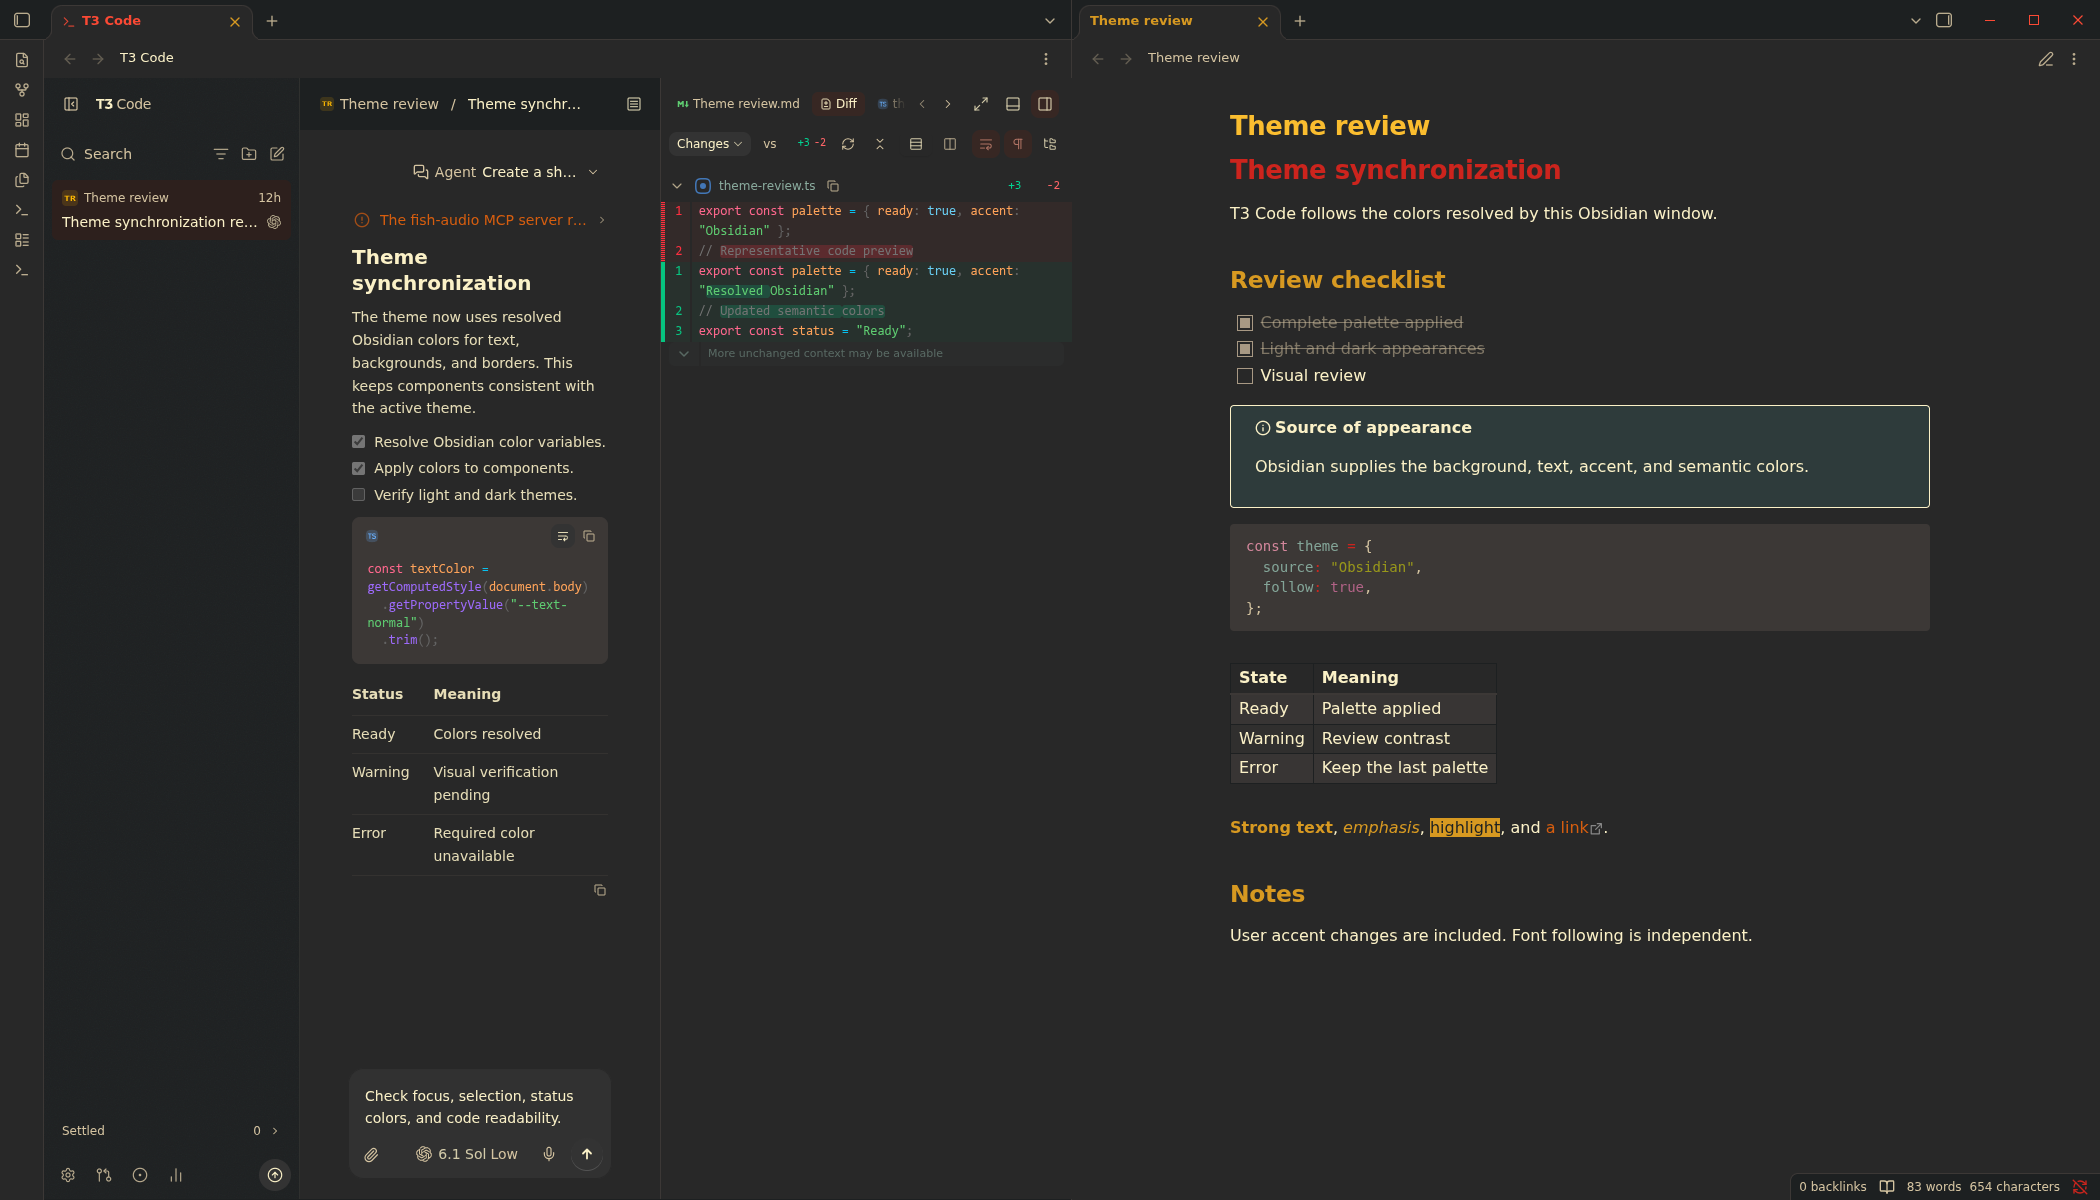 T3 Code
Theme review
T3 Code
Theme review
T3 Code
Search
TR Theme review 12h
Theme synchronization re...
Settled 0
TR Theme review / Theme synchr...
Agent Create a sh...
The fish-audio MCP server r...
Theme
synchronization
The theme now uses resolved
Obsidian colors for text,
backgrounds, and borders. This
keeps components consistent with
the active theme.
Resolve Obsidian color variables.
Apply colors to components.
Verify light and dark themes.
TS
const textColor =
getComputedStyle(document.body)
.getPropertyValue("--text-
normal")
.trim();
Status Meaning
Ready Colors resolved
Warning Visual verification
pending
Error Required color
unavailable
Check focus, selection, status
colors, and code readability.
6.1 Sol Low
M↓ Theme review.md Diff TS th
Changes vs +3 -2
theme-review.ts +3 -2
1 export const palette = { ready: true, accent:
"Obsidian" };
2 // Representative code preview
1 export const palette = { ready: true, accent:
"Resolved Obsidian" };
2 // Updated semantic colors
3 export const status = "Ready";
More unchanged context may be available
Theme review
Theme synchronization
T3 Code follows the colors resolved by this Obsidian window.
Review checklist
Complete palette applied
Light and dark appearances
Visual review
Source of appearance
Obsidian supplies the background, text, accent, and semantic colors.
const theme = {
source: "Obsidian",
follow: true,
};
State Meaning
Ready Palette applied
Warning Review contrast
Error Keep the last palette
Strong text, emphasis, highlight, and a link.
Notes
User accent changes are included. Font following is independent.
0 backlinks 83 words 654 characters